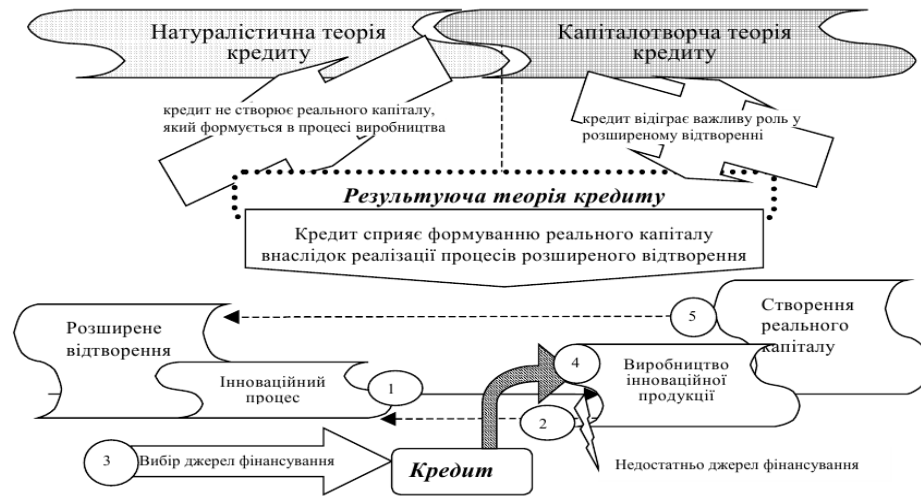 Натуралістична теорія
кредиту
Капіталотворча теорія
кредиту
кредит не створює реального капіталу,
який формується в процесі виробництва
кредит відіграє важливу роль у
розширеному відтворенні
Результуюча теорія кредиту
Кредит сприяє формуванню реального капіталу
внаслідок реалізації процесів розширеного відтворення
Розширене
відтворення
5
Створення
реального
капіталу
Інноваційний
процес
1
4
Виробництво
інноваційної
продукції
2
3
Вибір джерел фінансування
Кредит
Недостатньо джерел фінансування